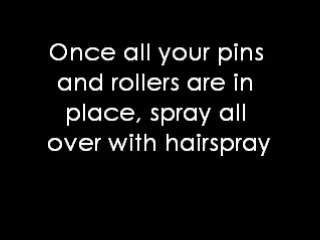 Once all your pins
and rollers are in
place, spray all
over with hairspray